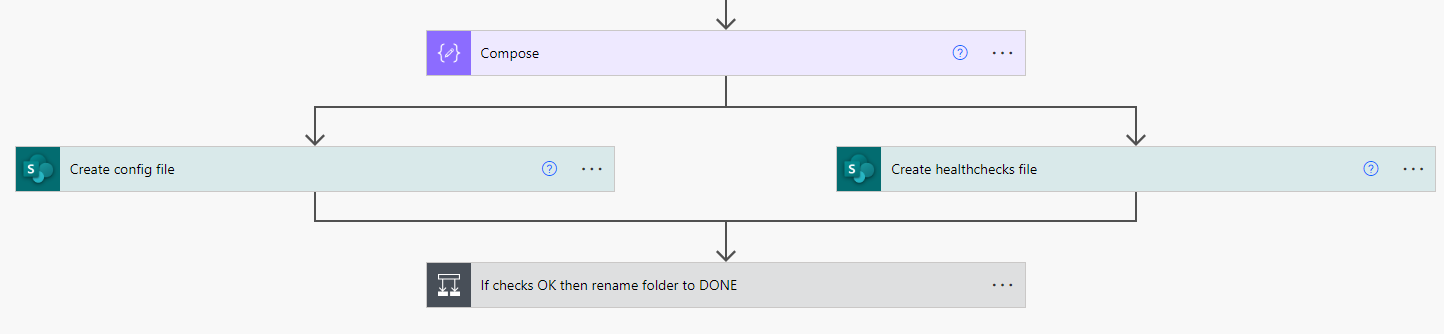 Compose
Create config file
Create healthchecks file
If checks OK then rename folder to DONE